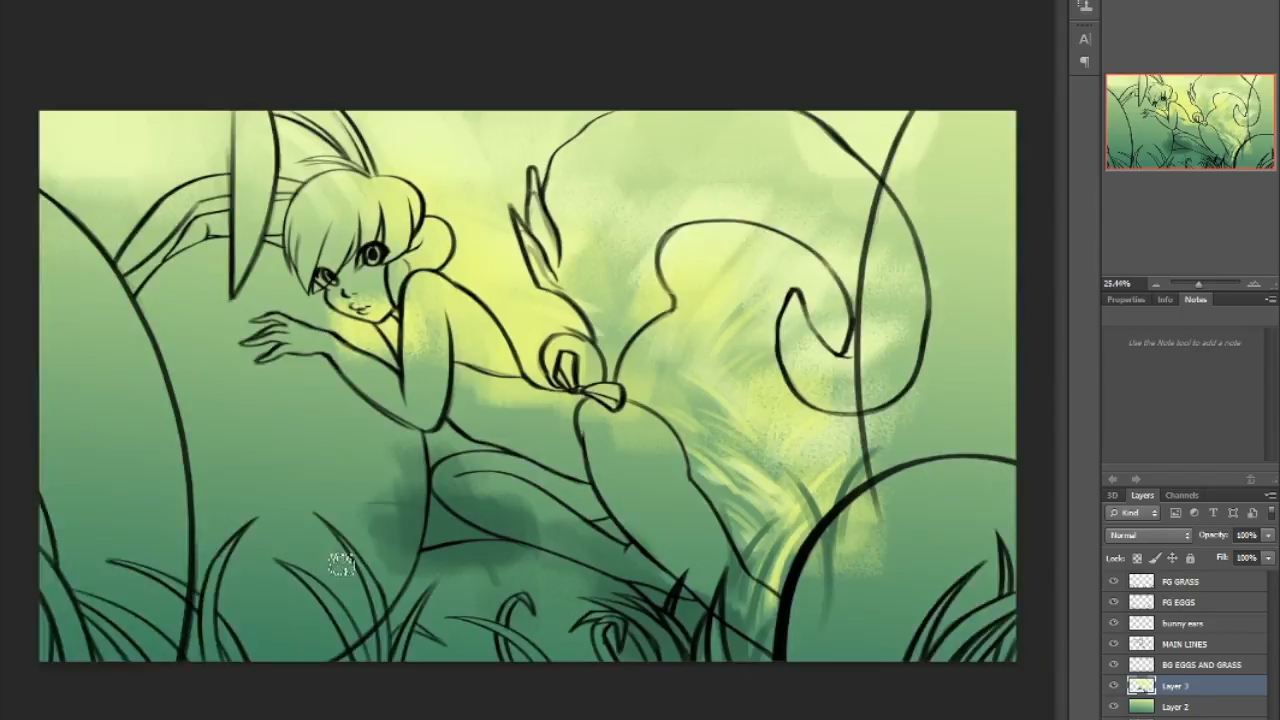 A
25.44%
Properties Info Notes
Use the Note tool to add a note
3D Layers Channels
Kind
Normal Opacity: 100%
Lock: Fill: 100%
FG GRASS
FG EGGS
bunny ears
MAIN LINES
BG EGGS AND GRASS
Layer 3
Layer 2